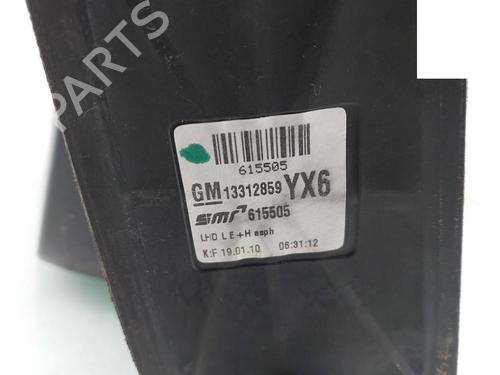 B-PARTS
615505
GM 13312859 YX6
smr 615505
LHD L E+H asph
K:F 19.01.10 06:31:12